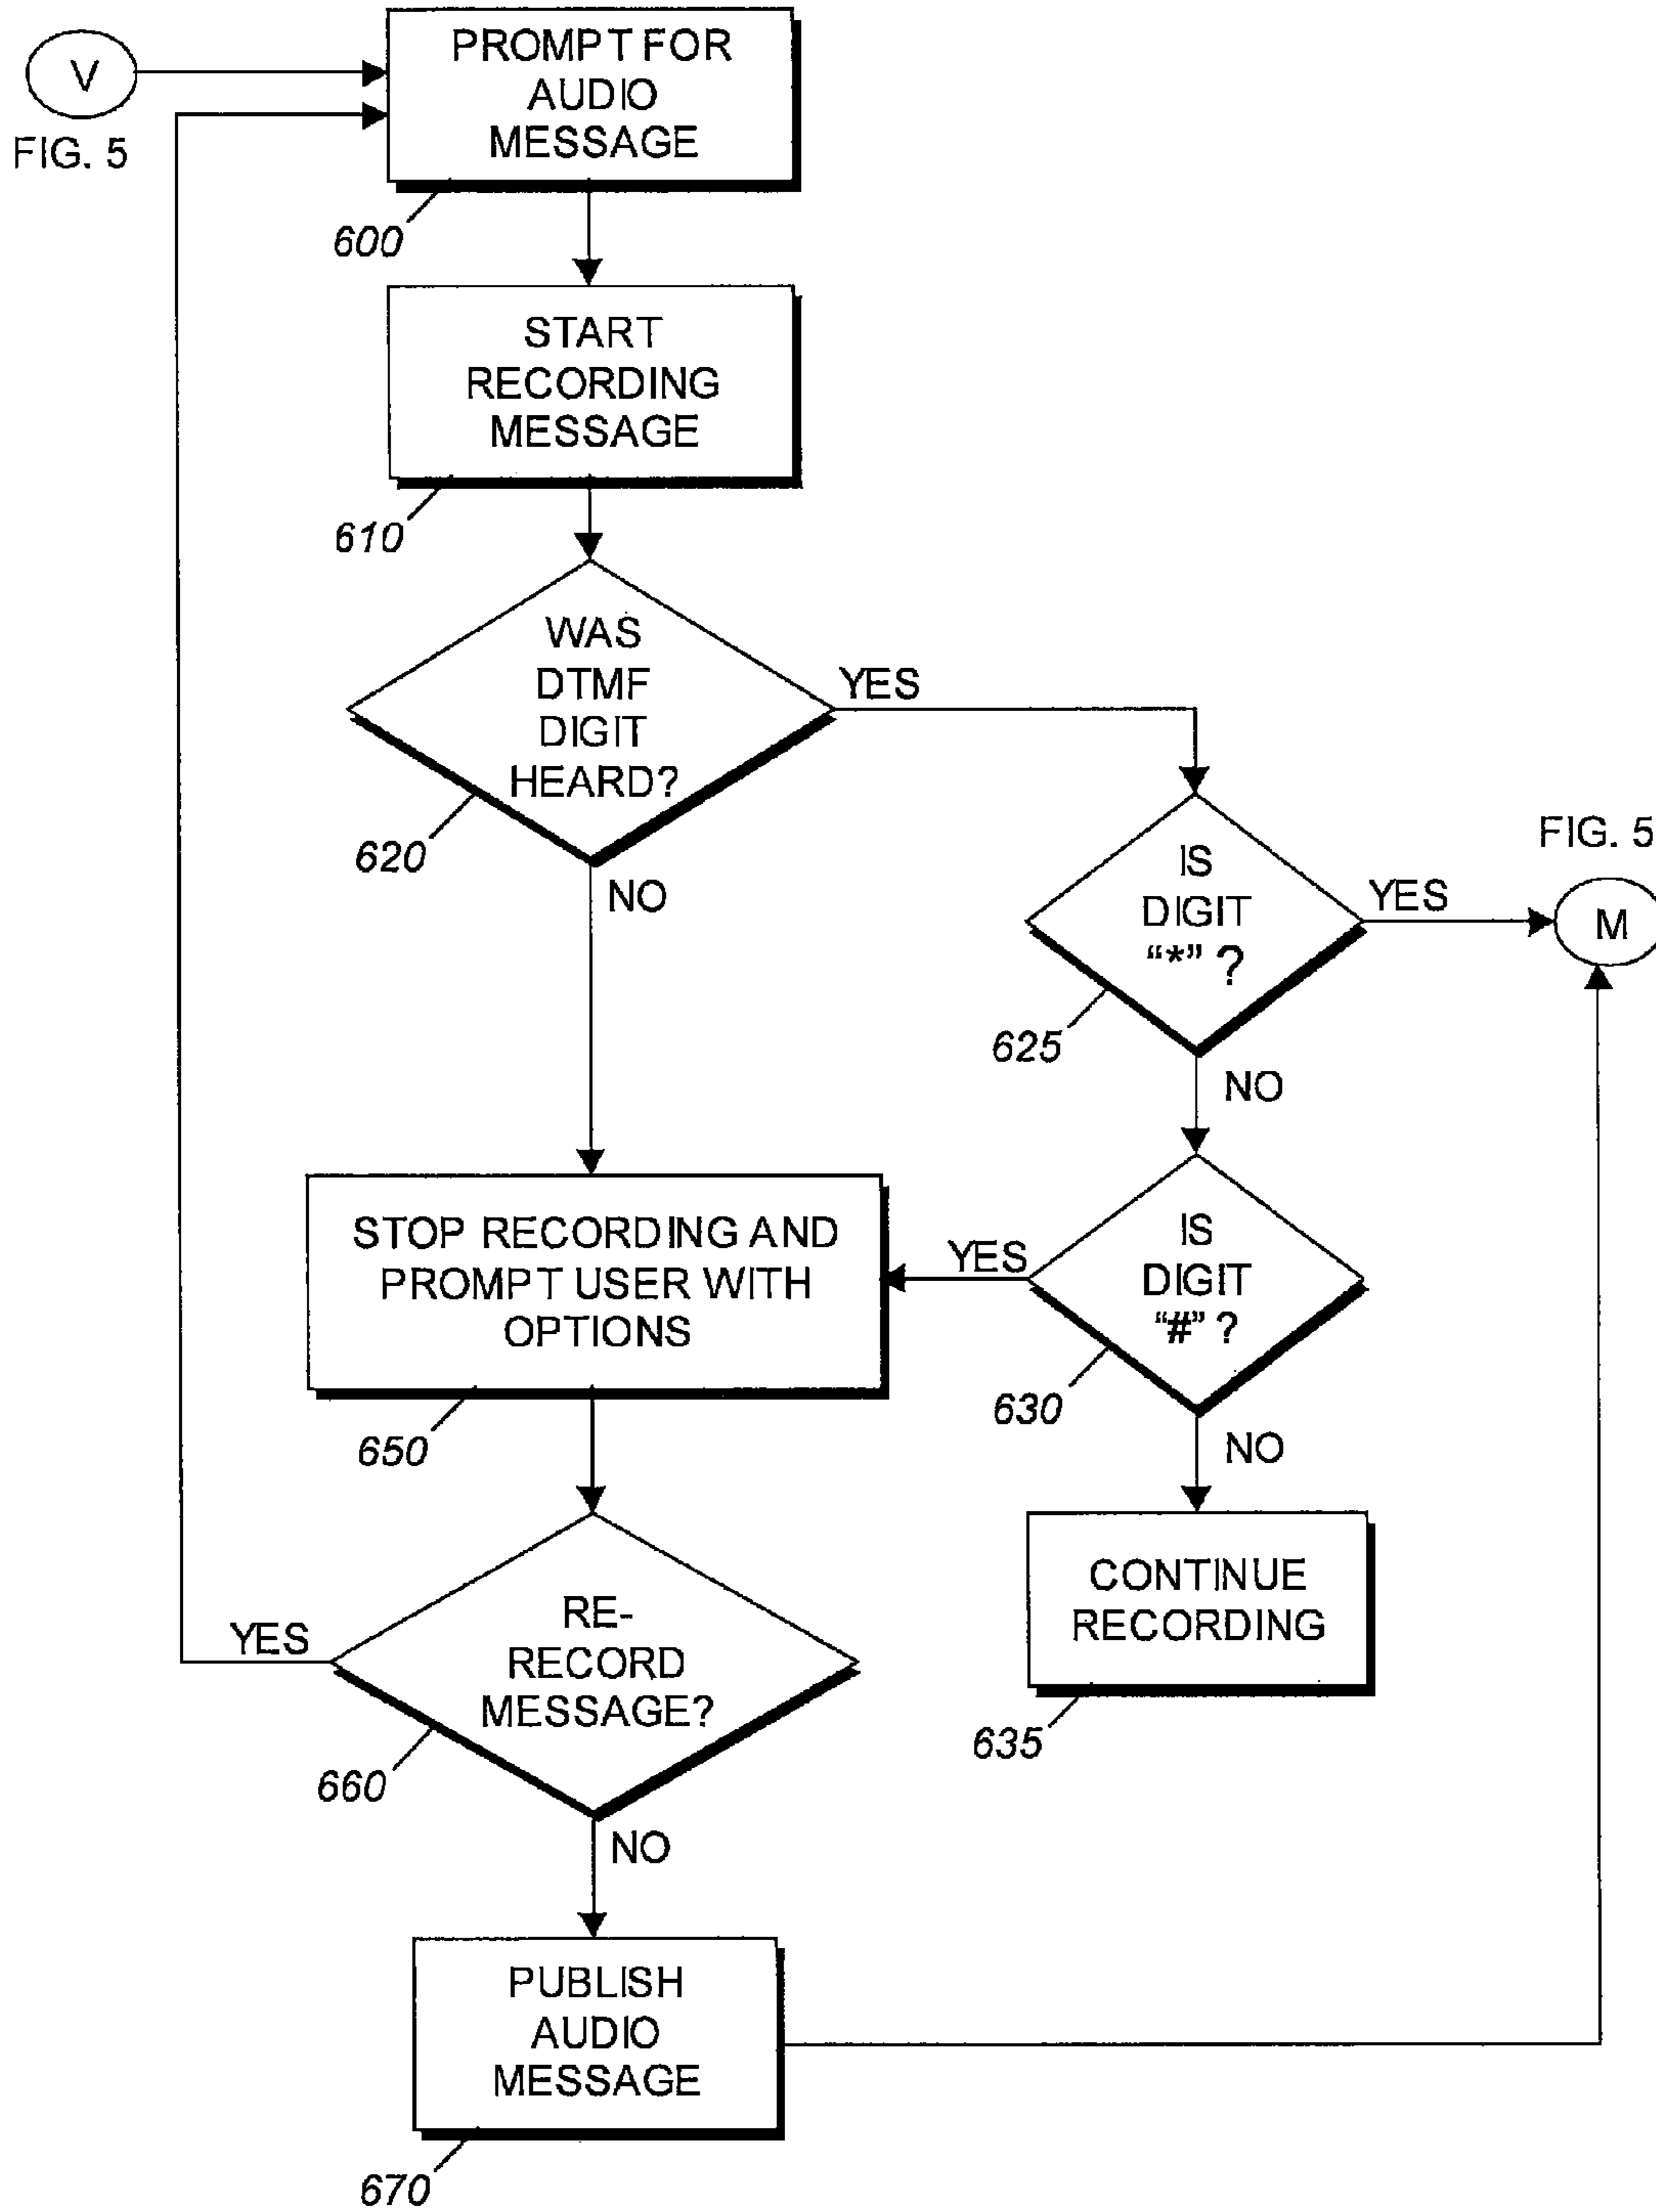 V
FIG. 5
PROMPT FOR
AUDIO
MESSAGE
600
START
RECORDING
MESSAGE
610
WAS
DTMF
DIGIT
HEARD?
620
YES
NO
IS
DIGIT
“*” ?
625
YES
FIG. 5
M
NO
IS
DIGIT
“#” ?
630
YES
NO
STOP RECORDING AND
PROMPT USER WITH
OPTIONS
650
CONTINUE
RECORDING
635
RE-
RECORD
MESSAGE?
660
YES
NO
PUBLISH
AUDIO
MESSAGE
670